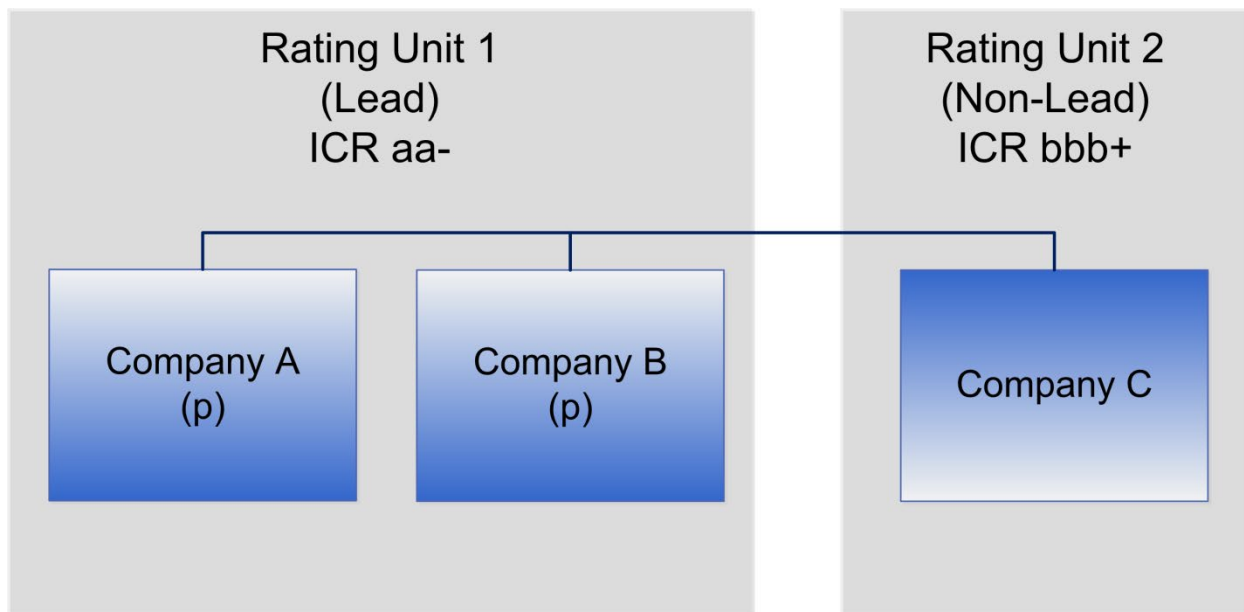 Rating Unit 1
(Lead)
ICR aa-
Rating Unit 2
(Non-Lead)
ICR bbb+
Company A
(p)
Company B
(p)
Company C